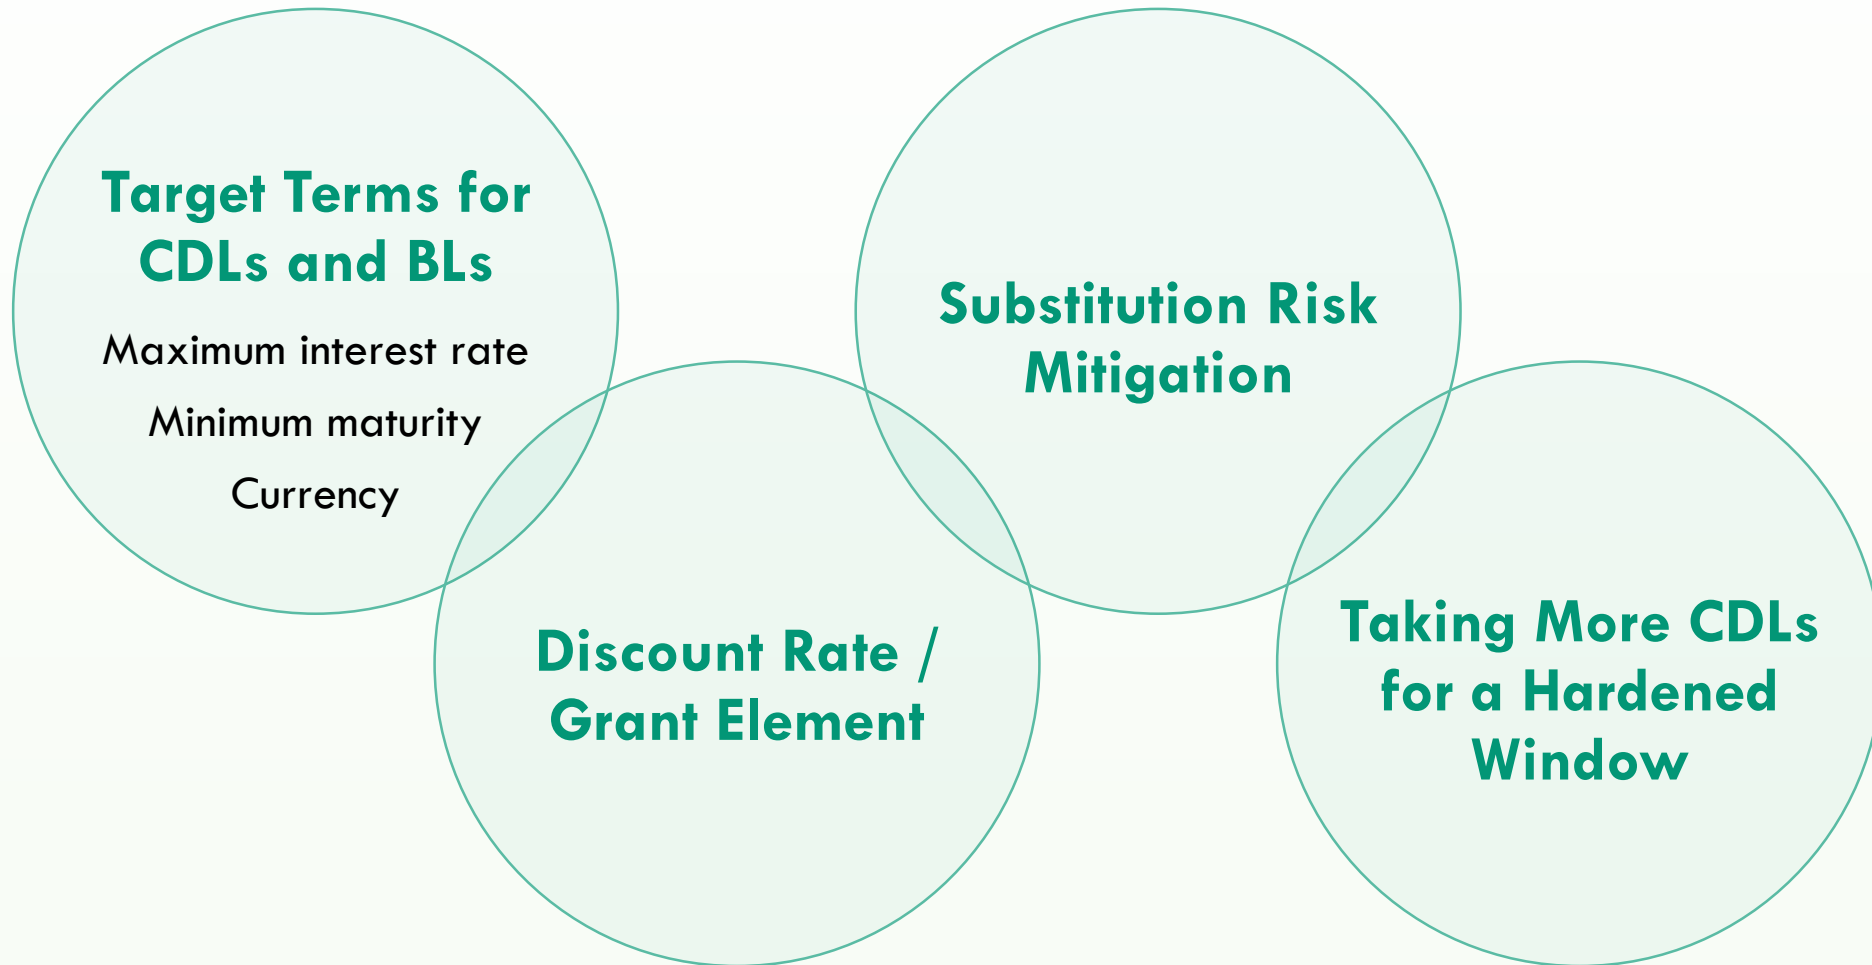 Target Terms for
CDLs and BLs
Maximum interest rate
Minimum maturity
Currency
Discount Rate /
Grant Element
Substitution Risk
Mitigation
Taking More CDLs
for a Hardened
Window